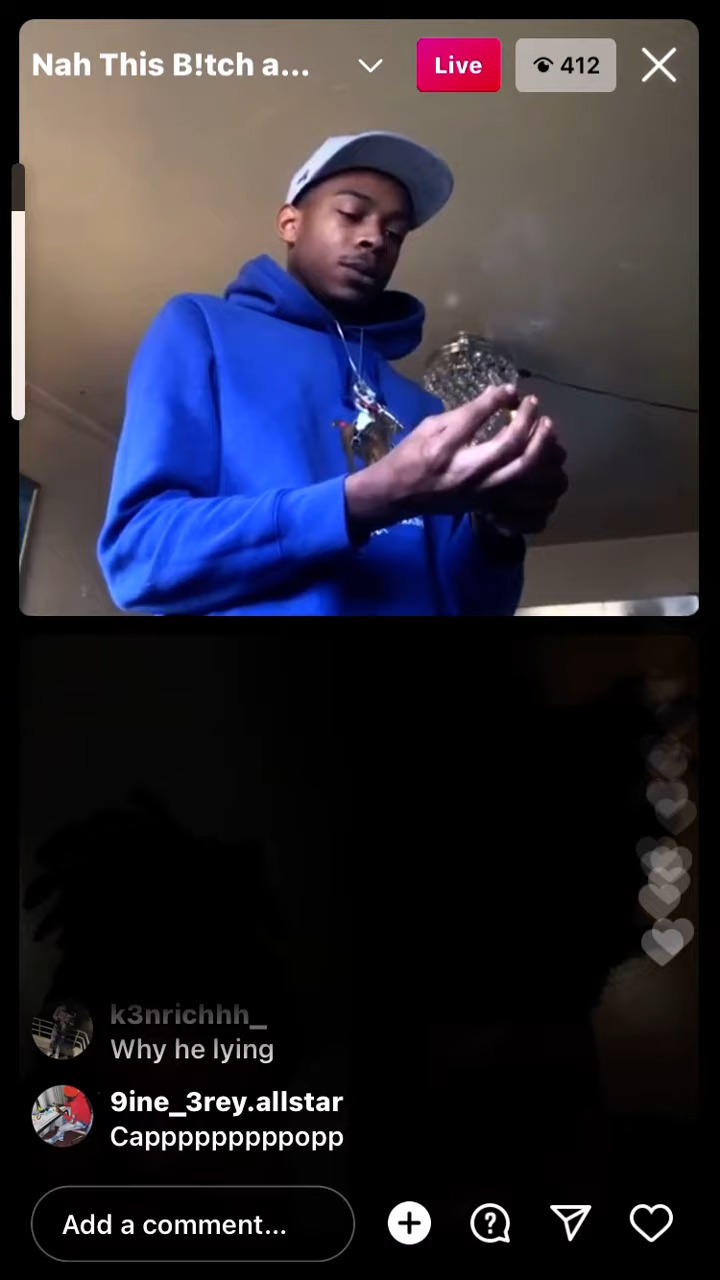 Nah This B!tch a...
Live
412
k3nrichhh_
Why he lying
9ine_3rey.allstar
Capppppppppopp
Add a comment...